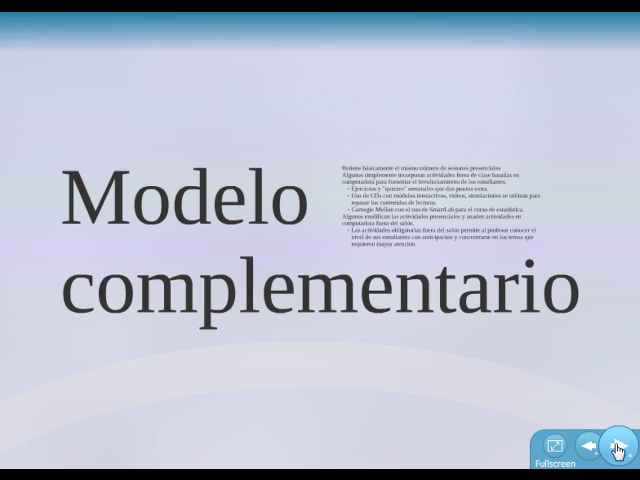 Modelo
complementario
Retiene básicamente el mismo número de sesiones presenciales
Algunos simplemente incorporan actividades fuera de clase basadas en
computadora para fomentar el involucramiento de los estudiantes.
- Ejercicios y "quizzes" semanales que dan puntos extra.
- Uso de CDs con modelos interactivos, videos, simulaciones se utilizan para
repasar los contenidos de lecturas.
- Carnegie Mellon con el uso de SmartLab para el curso de estadística.
Algunos modifican las actividades presenciales y añaden actividades en
computadora fuera del salón.
- Las actividades obligatorias fuera del salón permite al profesor conocer el
nivel de sus estudiantes con anticipación y concentrarse en los temas que
requieren mayor atención.
Fullscreen